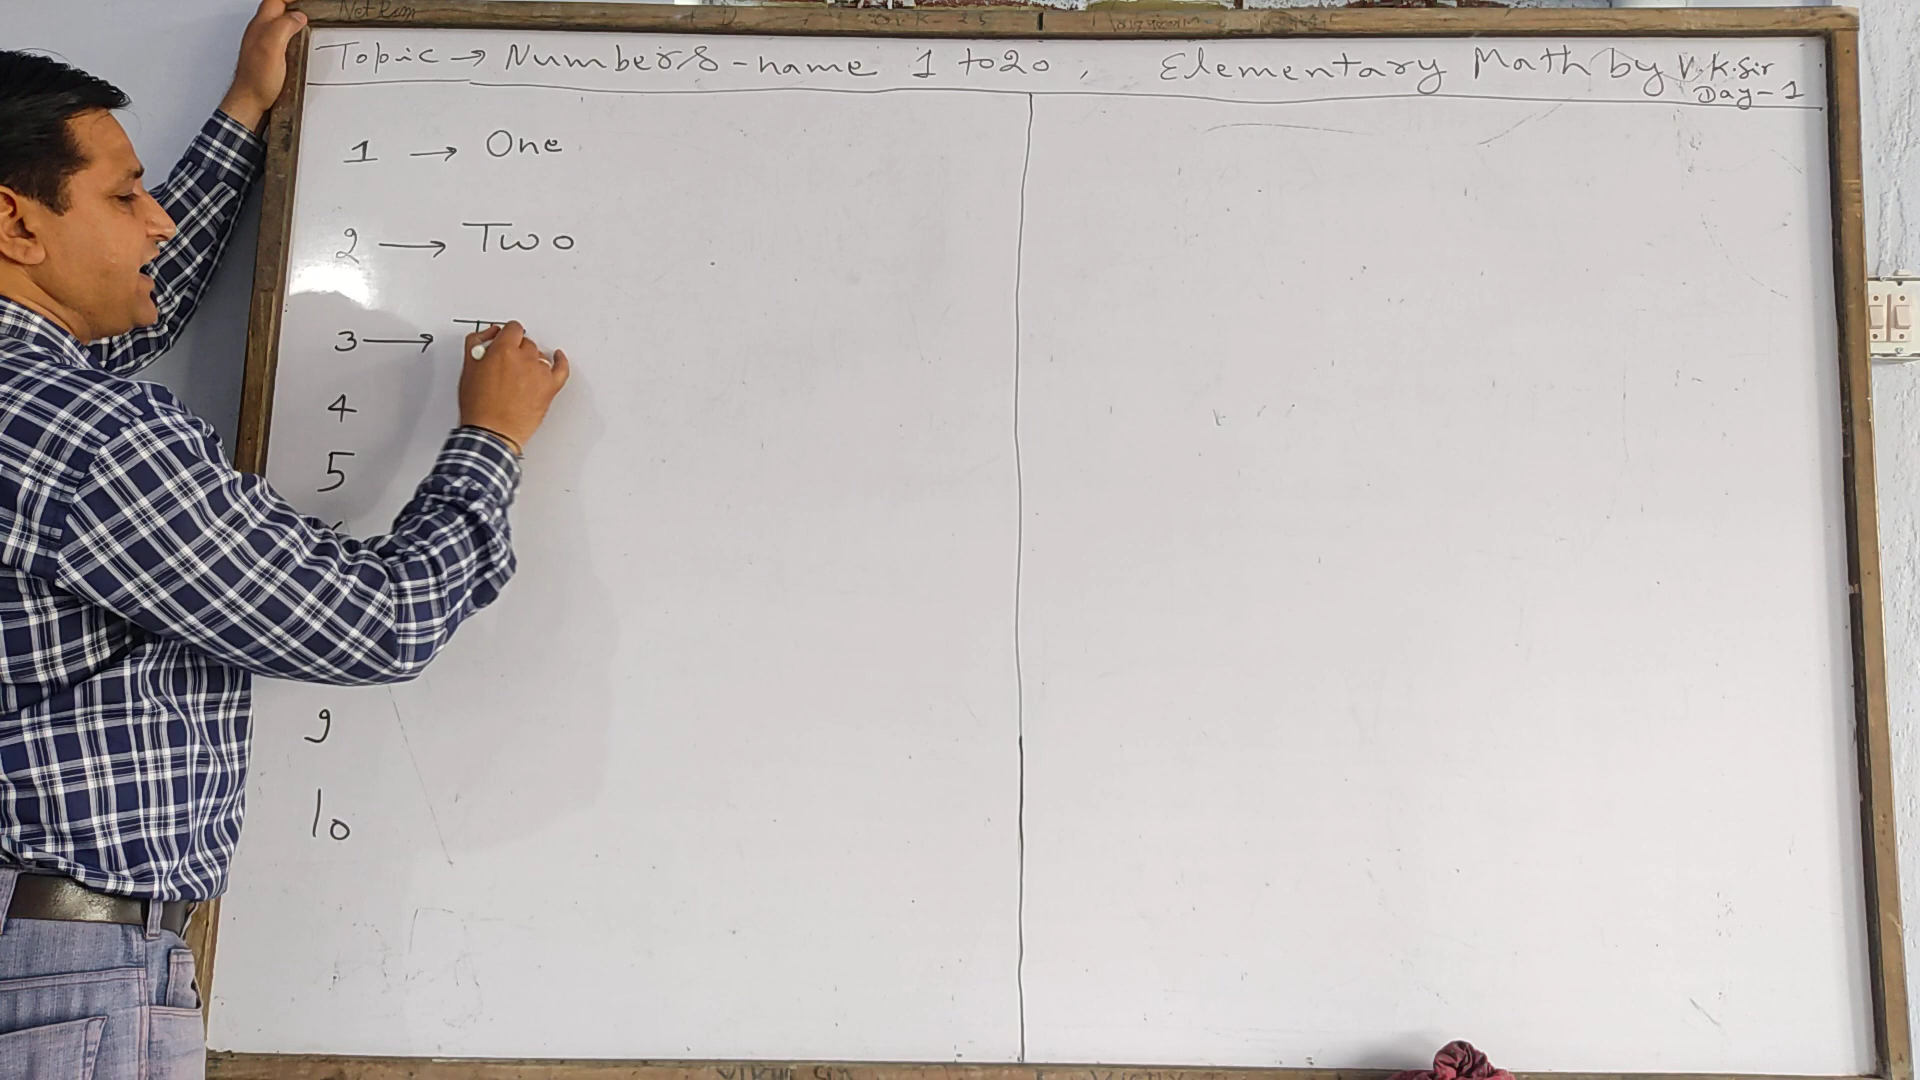 Topic → Numbers-name 1 to 20, Elementary Math by V.K.Sir
Day-1
1 → One
2 → Two
3 → T
4
5
9
10